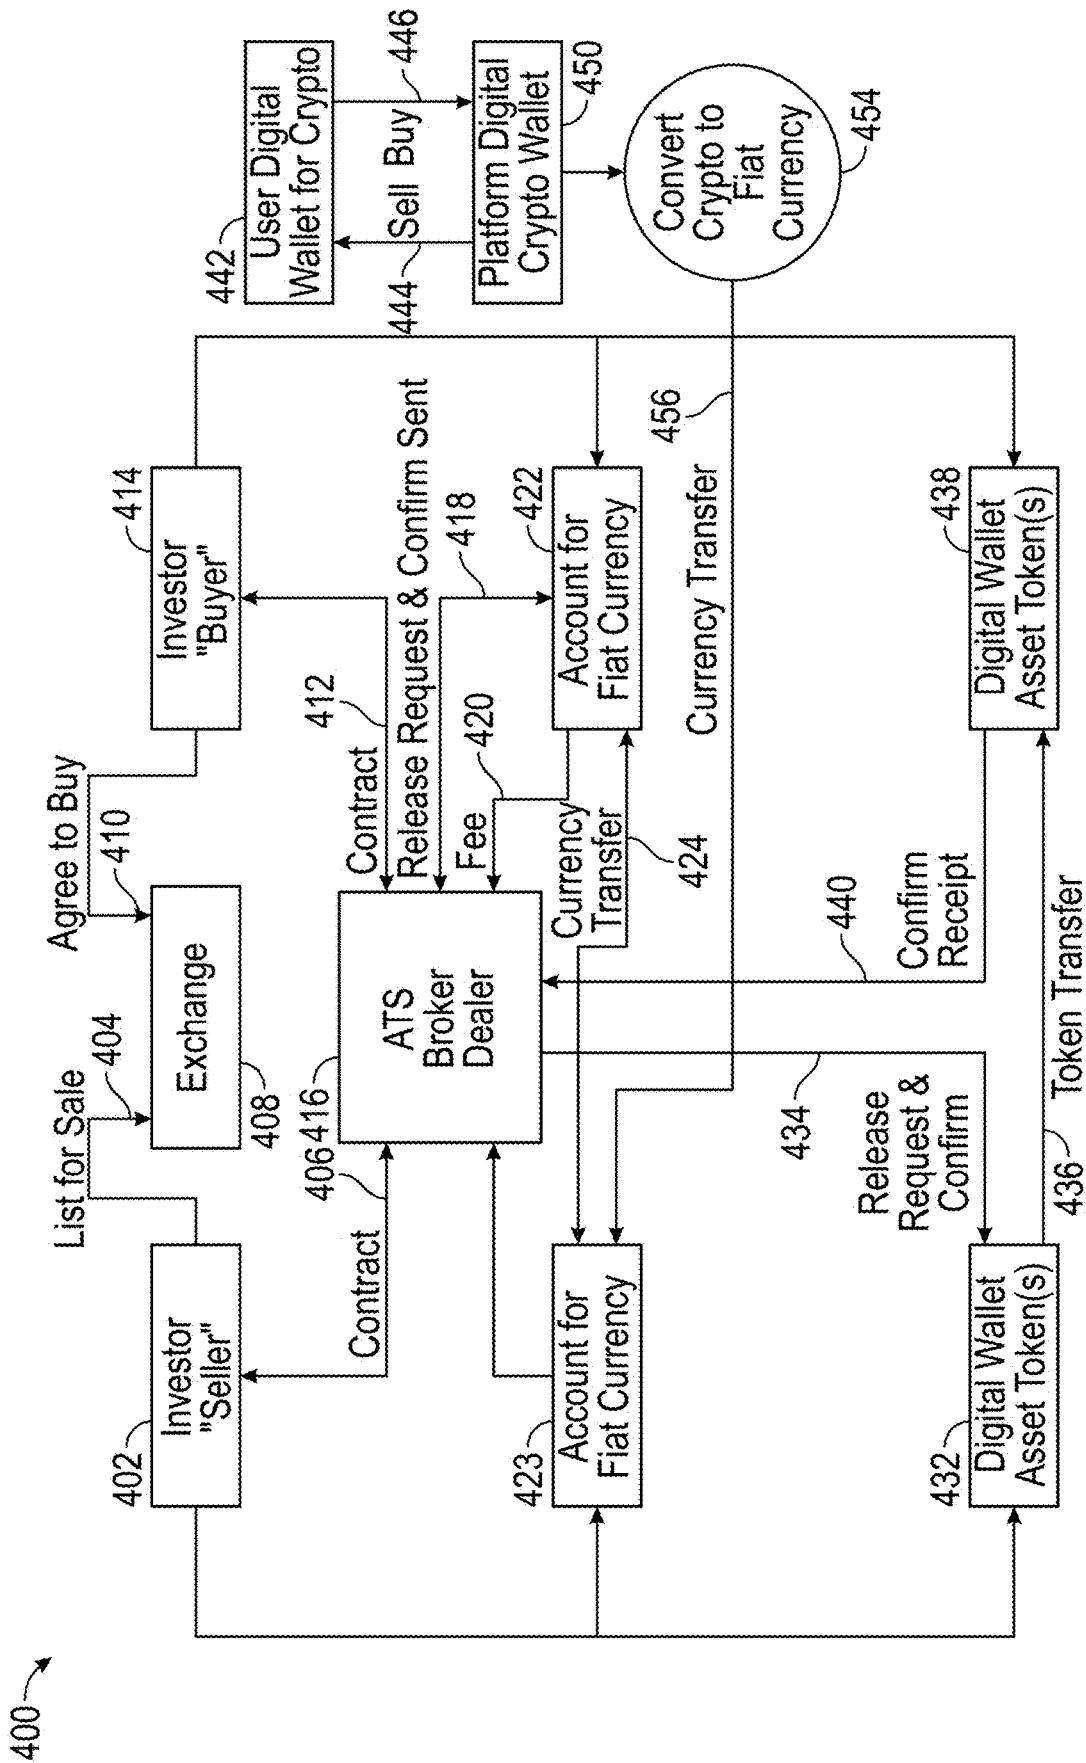 400
List for Sale
404
Agree to Buy
410
402
Investor
"Seller"
Exchange
408
414
Investor
"Buyer"
442
User Digital
Wallet for Crypto
444
Sell
Buy
446
Platform Digital
Crypto Wallet
450
Convert
Crypto to
Fiat
Currency
454
Contract
406
416
ATS
Broker
Dealer
Contract
412
Release Request & Confirm Sent
418
Fee
420
423
Account for
Fiat Currency
Currency
Transfer
424
422
Account for
Fiat Currency
Currency Transfer
456
Release
Request &
Confirm
434
440
Confirm
Receipt
432
Digital Wallet
Asset Token(s)
438
Digital Wallet
Asset Token(s)
436
Token Transfer